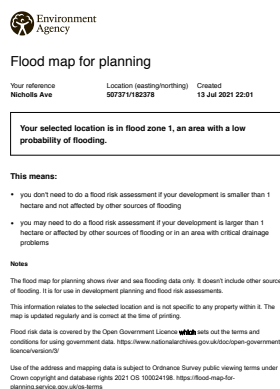 Environment
Agency
Flood map for planning
Your reference Location (easting/northing) Created
Nicholls Ave 507371/182378 13 Jul 2021 22:01
Your selected location is in flood zone 1, an area with a low
probability of flooding.
This means:
• you don't need to do a flood risk assessment if your development is smaller than 1
hectare and not affected by other sources of flooding
• you may need to do a flood risk assessment if your development is larger than 1
hectare or affected by other sources of flooding or in an area with critical drainage
problems
Notes
The flood map for planning shows river and sea flooding data only. It doesn't include other source
of flooding. It is for use in development planning and flood risk assessments.
This information relates to the selected location and is not specific to any property within it. The
map is updated regularly and is correct at the time of printing.
Flood risk data is covered by the Open Government Licence which sets out the terms and
conditions for using government data. https://www.nationalarchives.gov.uk/doc/open-government
licence/version/3/
Use of the address and mapping data is subject to Ordnance Survey public viewing terms under
Crown copyright and database rights 2021 OS 100024198. https://flood-map-for-
planning.service.gov.uk/os-terms